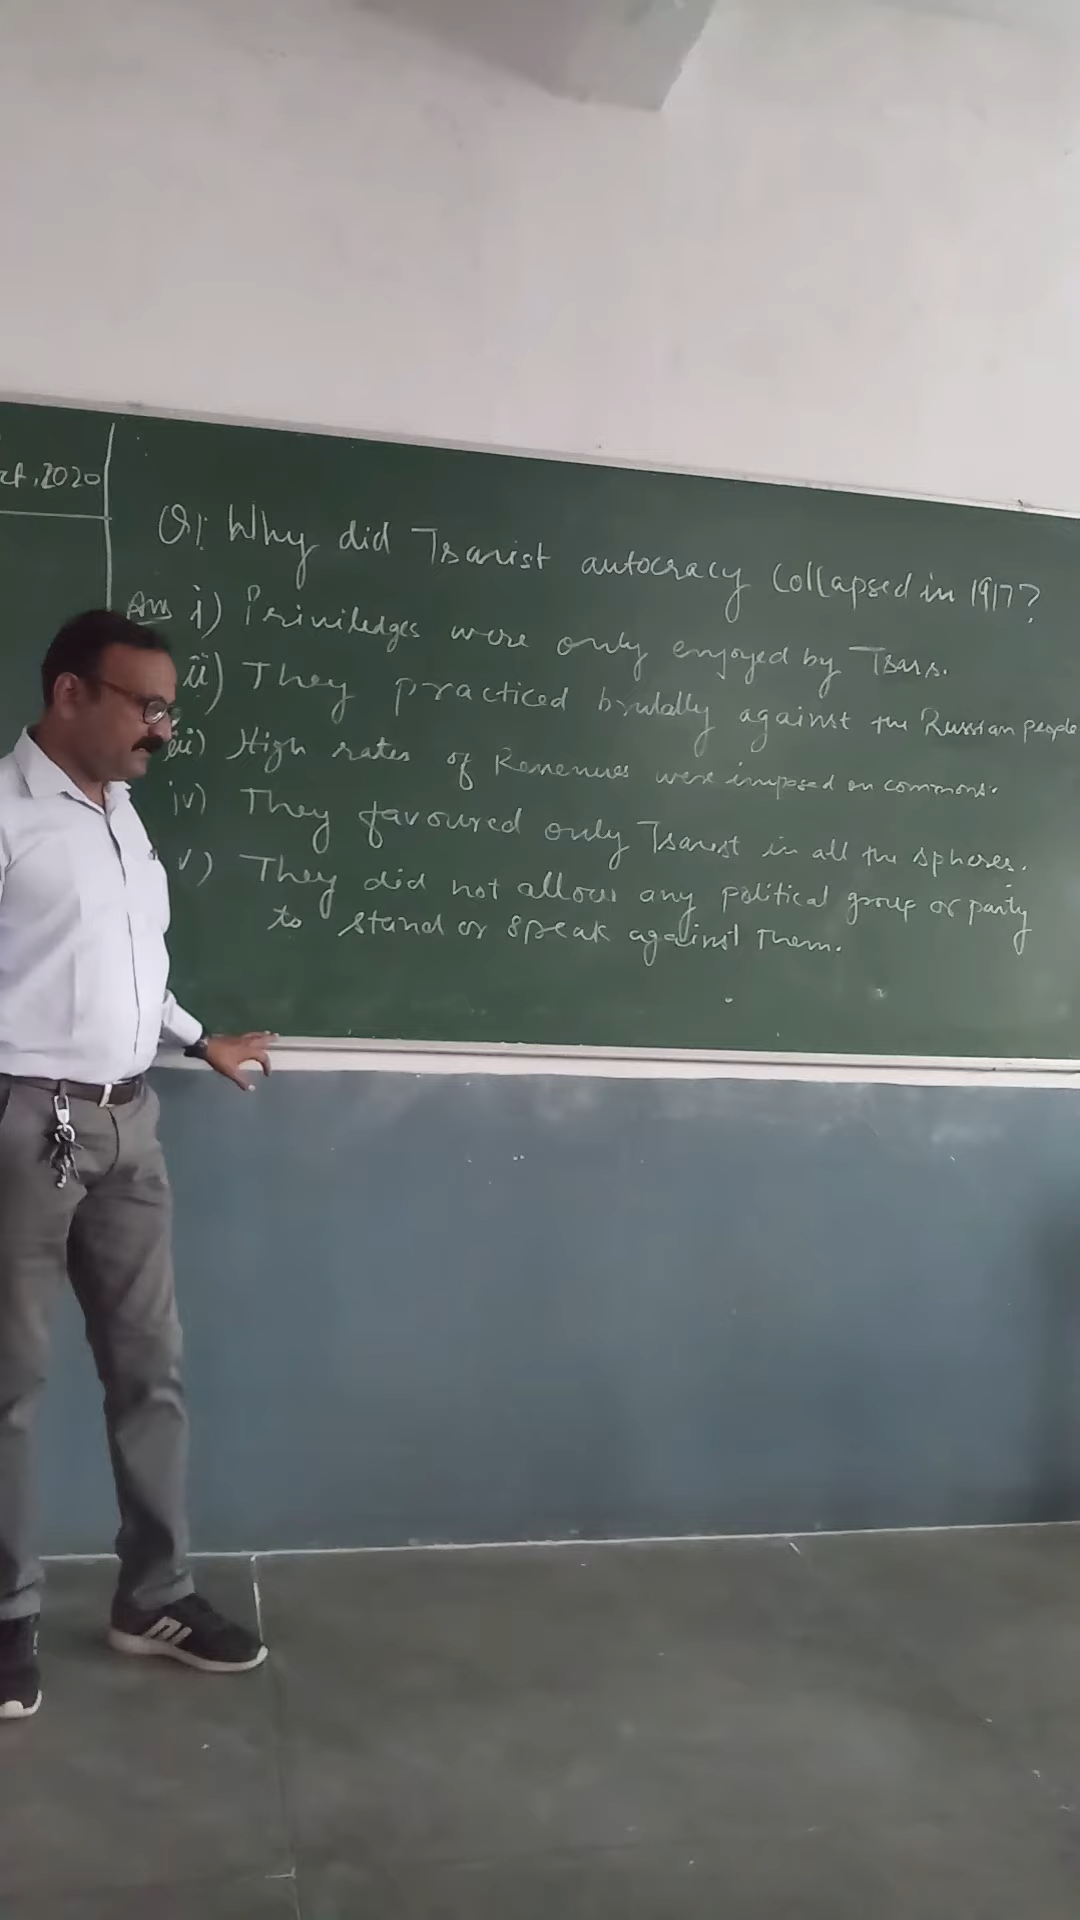 ct, 2020
Q1: Why did Tsarist autocracy collapsed in 1917?
Ans i) Priviledges were only enjoyed by Tsars.
ii) They practiced brutally against the Russian people
iii) High rates of Revenues were imposed on commons.
iv) They favoured only Tsarist in all the spheres.
v) They did not allow any political group or party
to stand or speak against them.